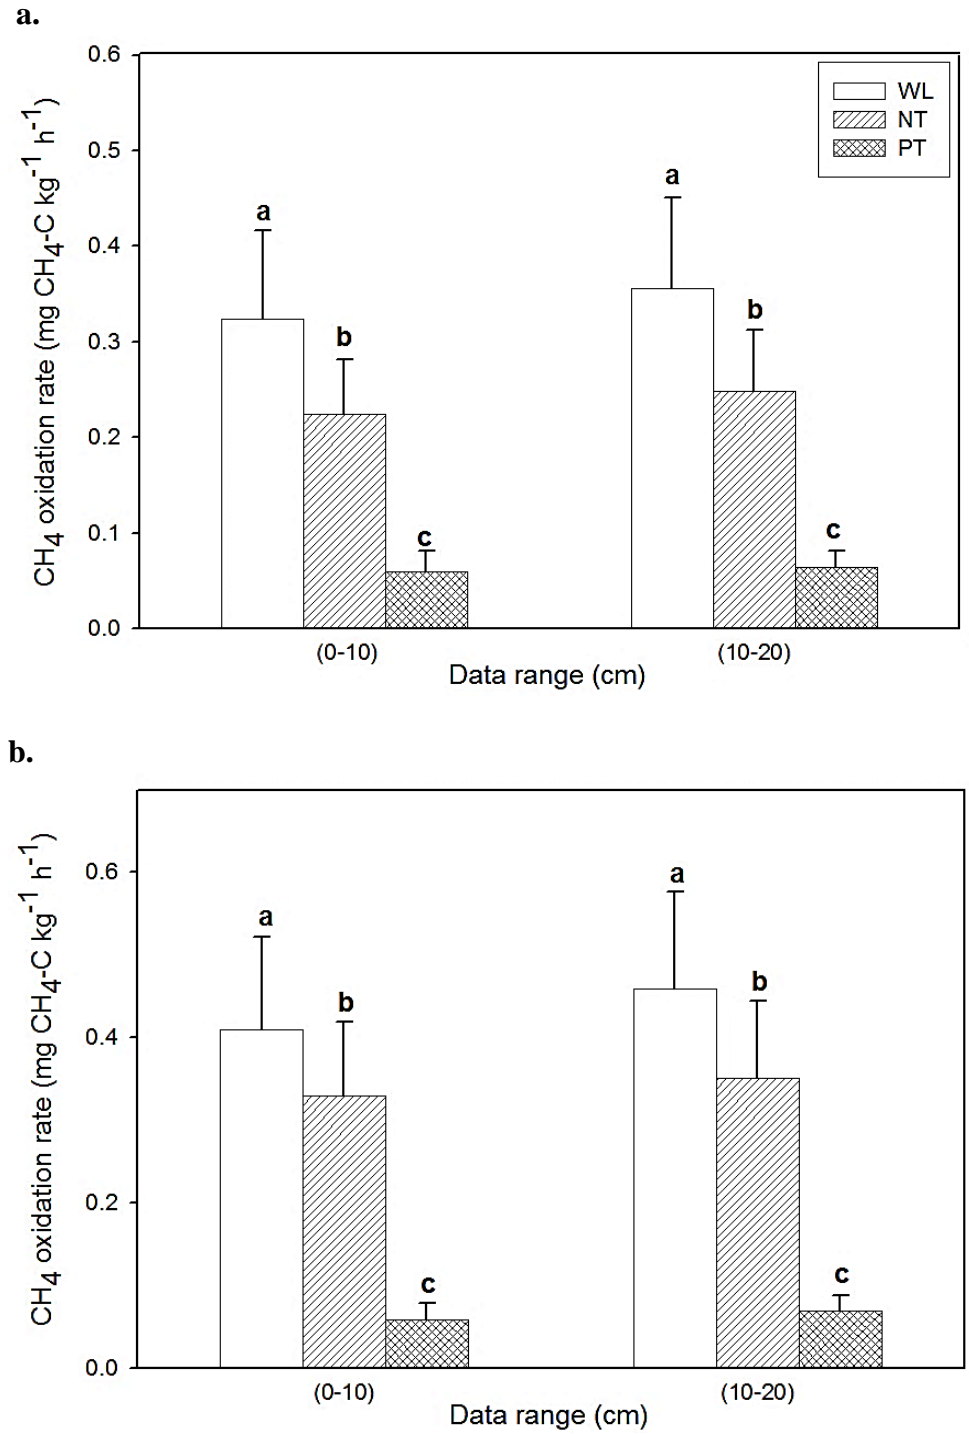 a.
CH4 oxidation rate (mg CH4-C kg-1 h-1)
0.6
0.5
0.4
0.3
0.2
0.1
0.0
WL
NT
PT
a
b
c
a
b
c
(0-10)
(10-20)
Data range (cm)
b.
CH4 oxidation rate (mg CH4-C kg-1 h-1)
0.6
0.4
0.2
0.0
a
b
c
a
b
c
(0-10)
(10-20)
Data range (cm)